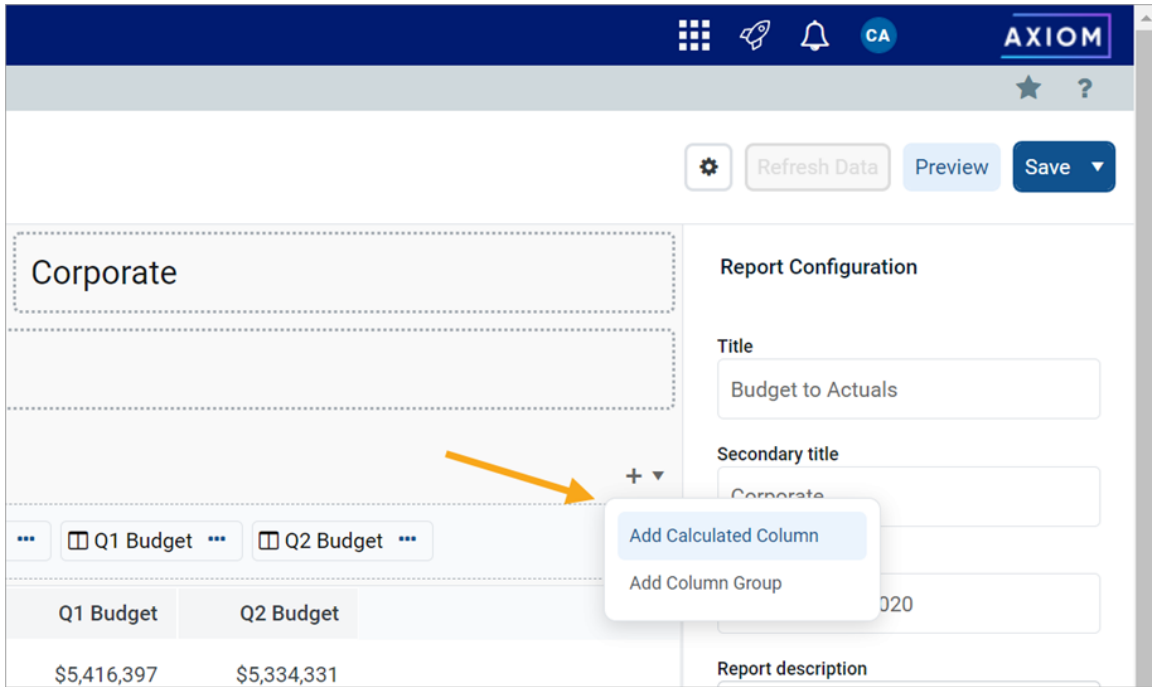 CA
AXIOM
?
Refresh Data
Preview
Save
Corporate
Report Configuration
Title
Budget to Actuals
Secondary title
Corporate
+
Add Calculated Column
Add Column Group
Q1 Budget
Q2 Budget
020
Q1 Budget
Q2 Budget
$5,416,397
$5,334,331
Report description